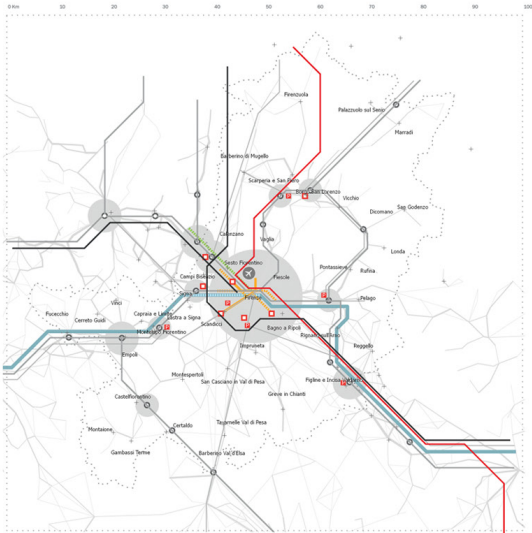 0 Km 10 20 30 40 50 60 70 80 90 100
Firenzuola
Palazzuolo sul Senio
Marradi
Barberino di Mugello
Scarperia e San Piero
Borgo San Lorenzo
Vicchio
Dicomano
San Godenzo
Vaglia
Calenzano
Londa
Sesto Fiorentino
Pontassieve
Rufina
Campi Bisenzio
Fiesole
Signa
Firenze
Pelago
Vinci
Fucecchio
Capraia e Limite
Lastra a Signa
Cerreto Guidi
Scandicci
Bagno a Ripoli
Montelupo Fiorentino
Rignano sull'Arno
Impruneta
Reggello
Empoli
Montespertoli
San Casciano in Val di Pesa
Figline e Incisa Valdarno
Castelfiorentino
Greve in Chianti
Montaione
Certaldo
Tavarnelle Val di Pesa
Gambassi Terme
Barberino Val d'Elsa